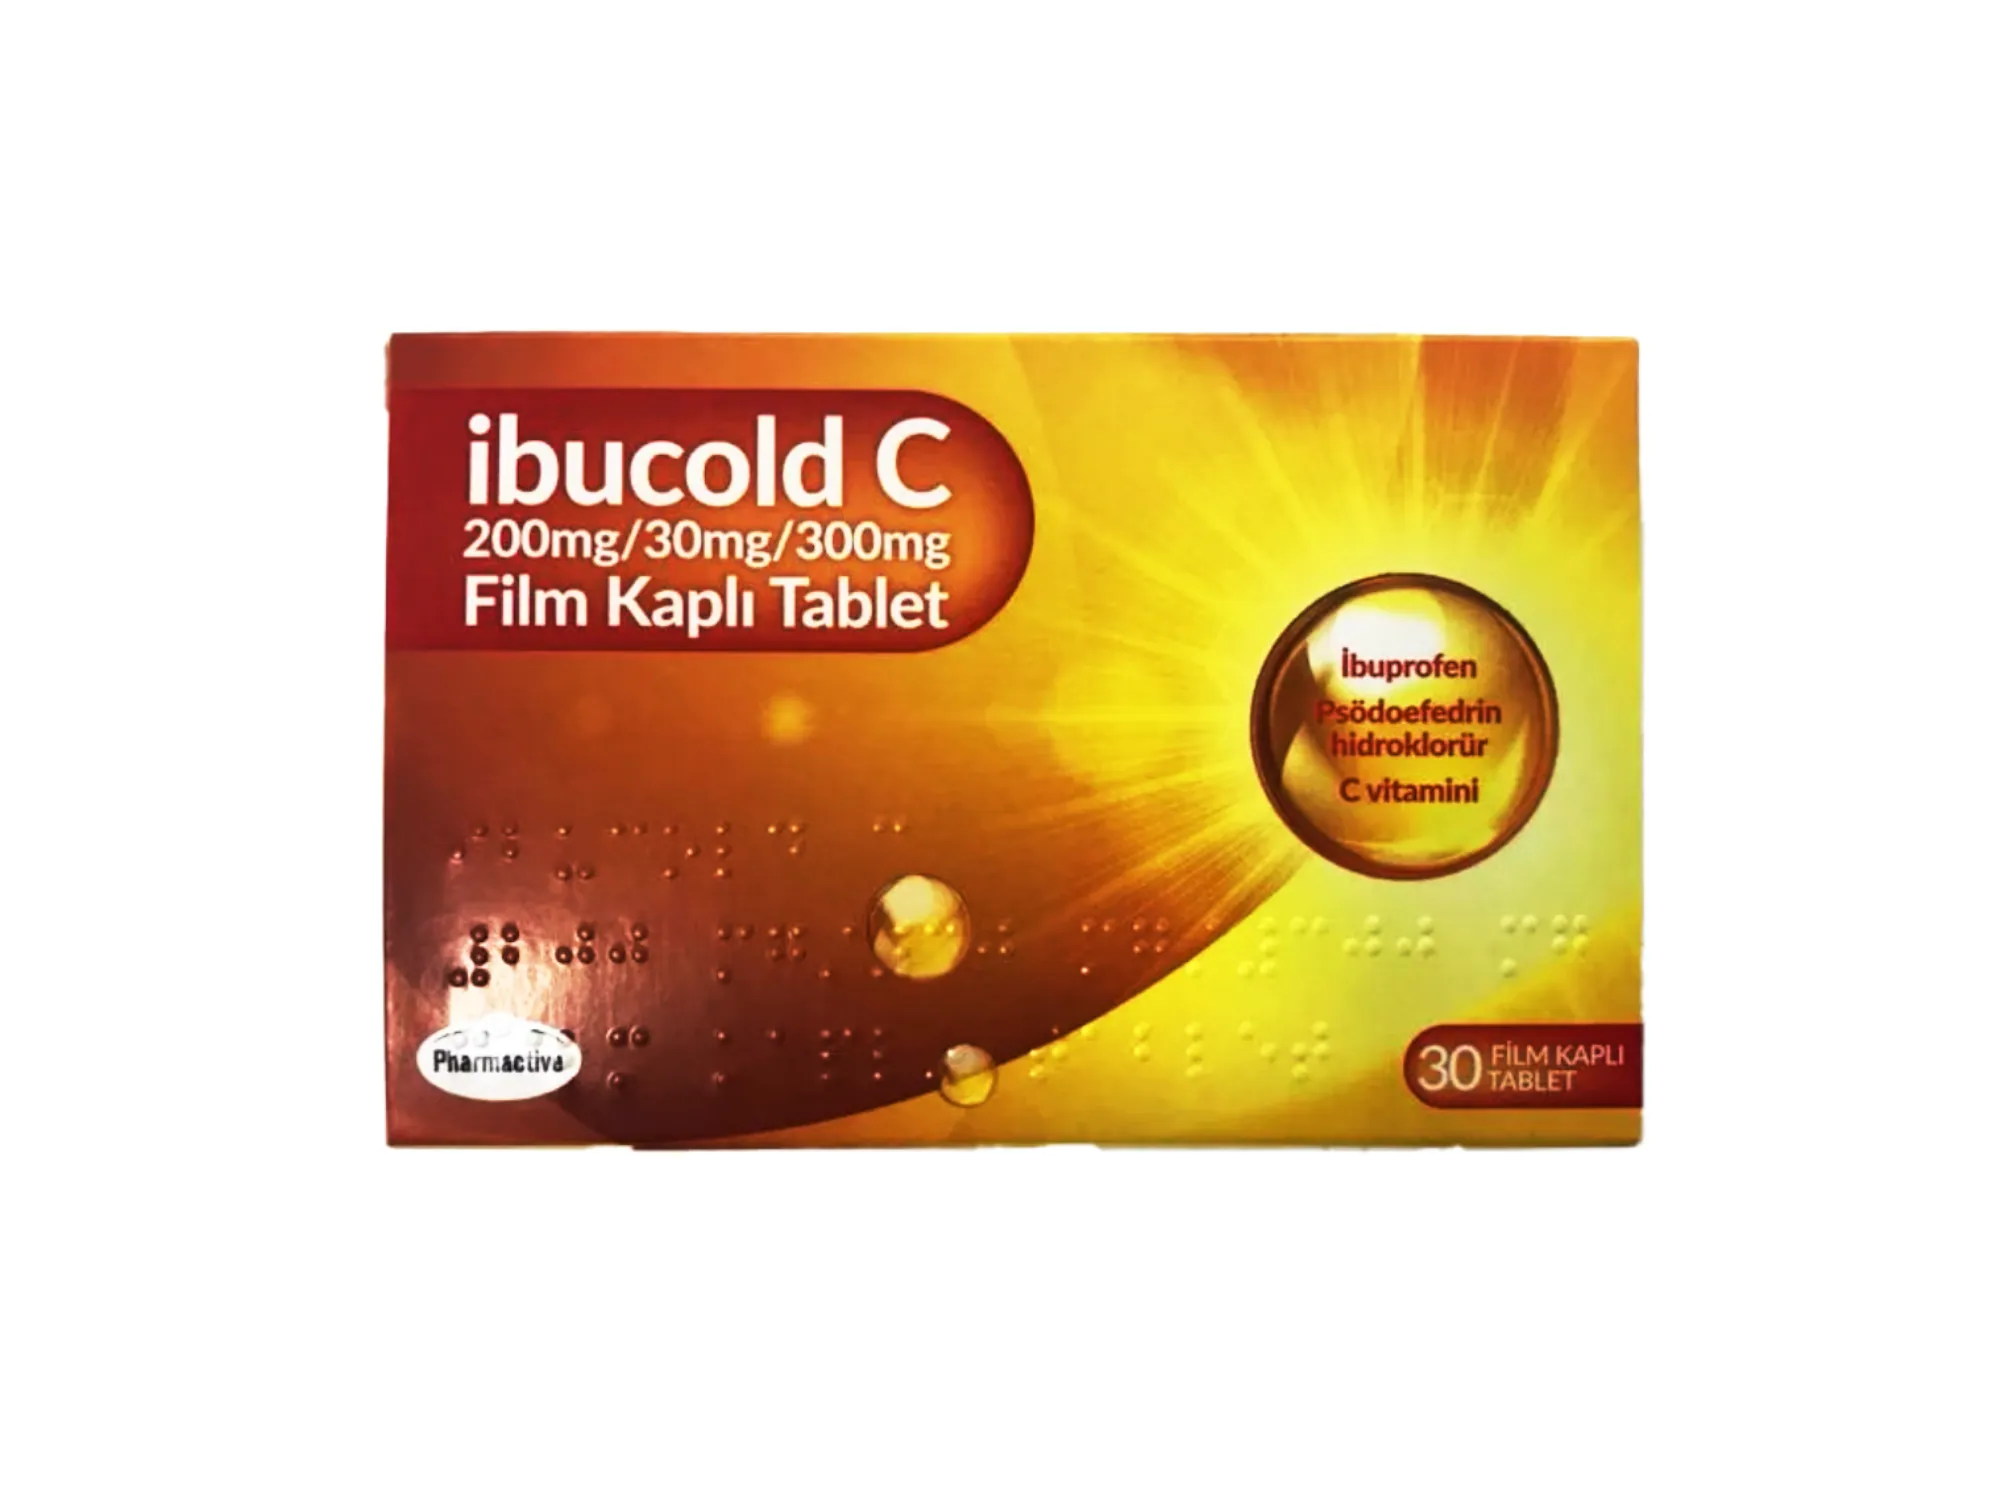 ibucold C
200mg/30mg/300mg
Film Kaplı Tablet
İbuprofen
Psödoefedrin
hidroklorür
C vitamini
Pharmactiva
30 FİLM KAPLI
TABLET